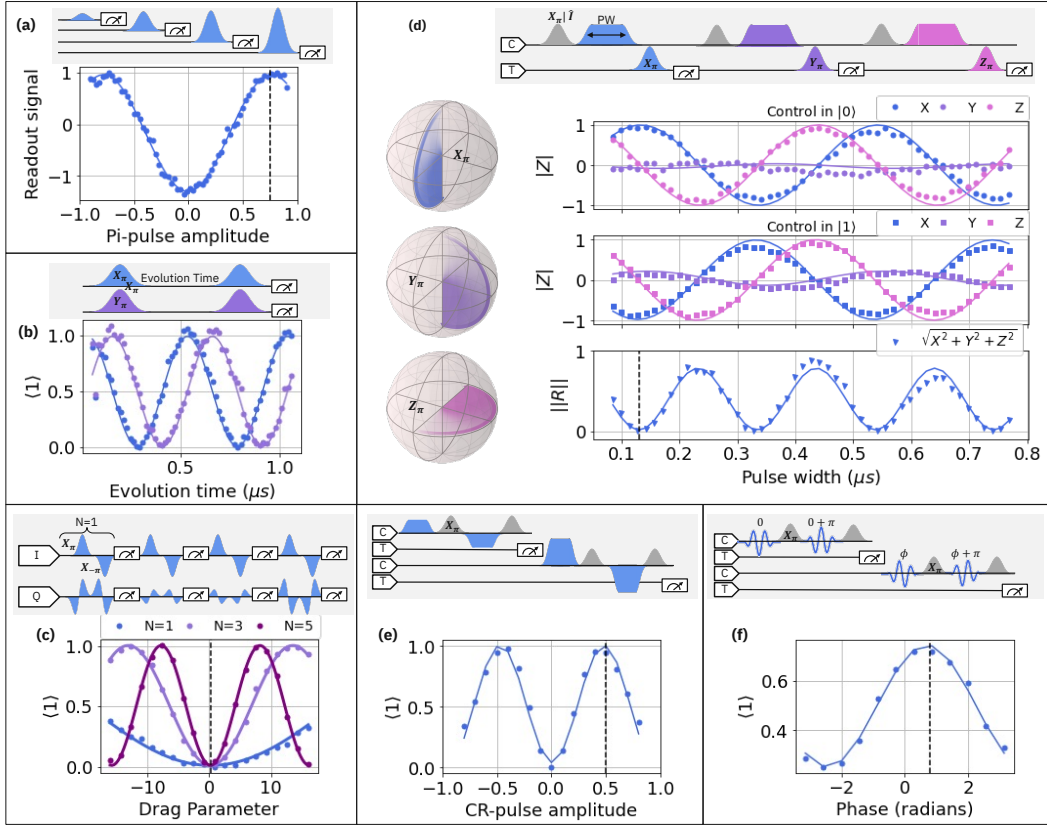 (a)
Readout signal
1
0
−1
−1.0
−0.5
0.0
0.5
1.0
Pi-pulse amplitude
X_π
Evolution Time
X_π
Y_π
(b)
⟨1⟩
1.0
0.5
0.0
0.5
1.0
Evolution time (μs)
N=1
X_π
X_−π
I
Q
(c)
N=1 N=3 N=5
⟨1⟩
1.0
0.5
0.0
−10
0
10
Drag Parameter
(d)
X_π| Î
PW
C
T
X_π
Y_π
Z_π
X_π
Y_π
Z_π
Control in |0⟩
X Y Z
|Z|
1
0
−1
Control in |1⟩
X Y Z
|Z|
1
0
−1
√X² + Y² + Z²
||R||
1
0
0.1 0.2 0.3 0.4 0.5 0.6 0.7 0.8
Pulse width (μs)
C
T
C
T
X_π
(e)
⟨1⟩
1.0
0.5
0.0
−1.0
−0.5
0.0
0.5
1.0
CR-pulse amplitude
0
0 + π
C
X_π
T
ϕ
ϕ + π
C
X_π
T
(f)
⟨1⟩
0.6
0.4
−2
0
2
Phase (radians)